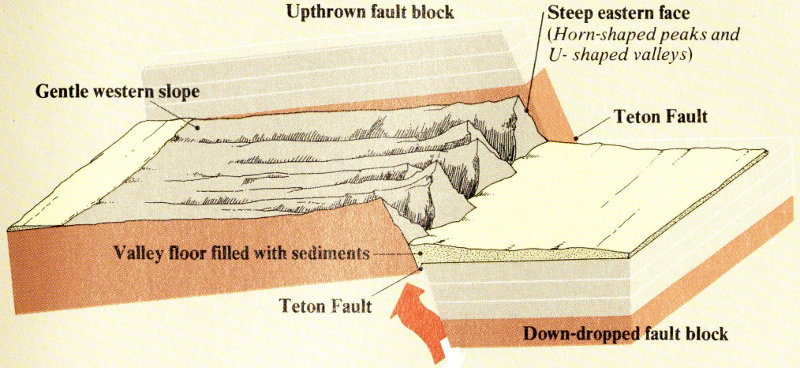 Upthrown fault block
Steep eastern face
(Horn-shaped peaks and
U- shaped valleys)
Gentle western slope
Teton Fault
Valley floor filled with sediments
Teton Fault
Down-dropped fault block